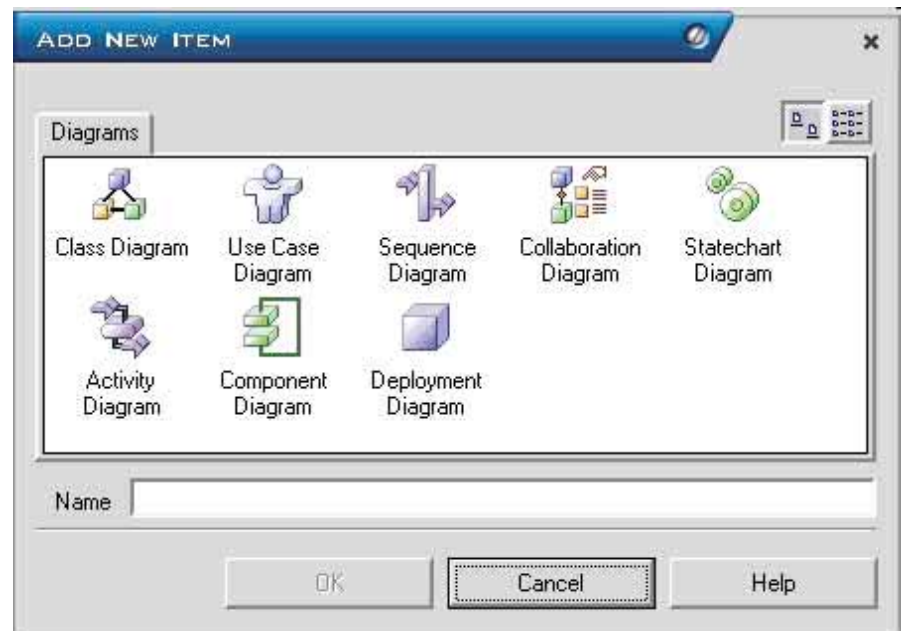 ADD NEW ITEM
Diagrams
Class Diagram
Use Case
Diagram
Sequence
Diagram
Collaboration
Diagram
Statechart
Diagram
Activity
Diagram
Component
Diagram
Deployment
Diagram
Name
OK
Cancel
Help